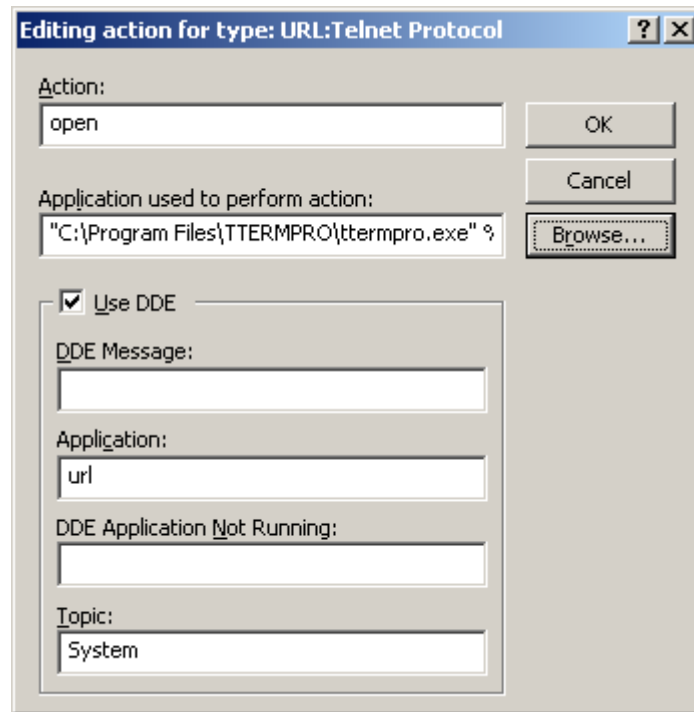 Editing action for type: URL:Telnet Protocol
Action:
open
OK
Cancel
Application used to perform action:
"C:\Program Files\TTERMPRO\ttermpro.exe" %
Browse...
Use DDE
DDE Message:
Application:
url
DDE Application Not Running:
Topic:
System